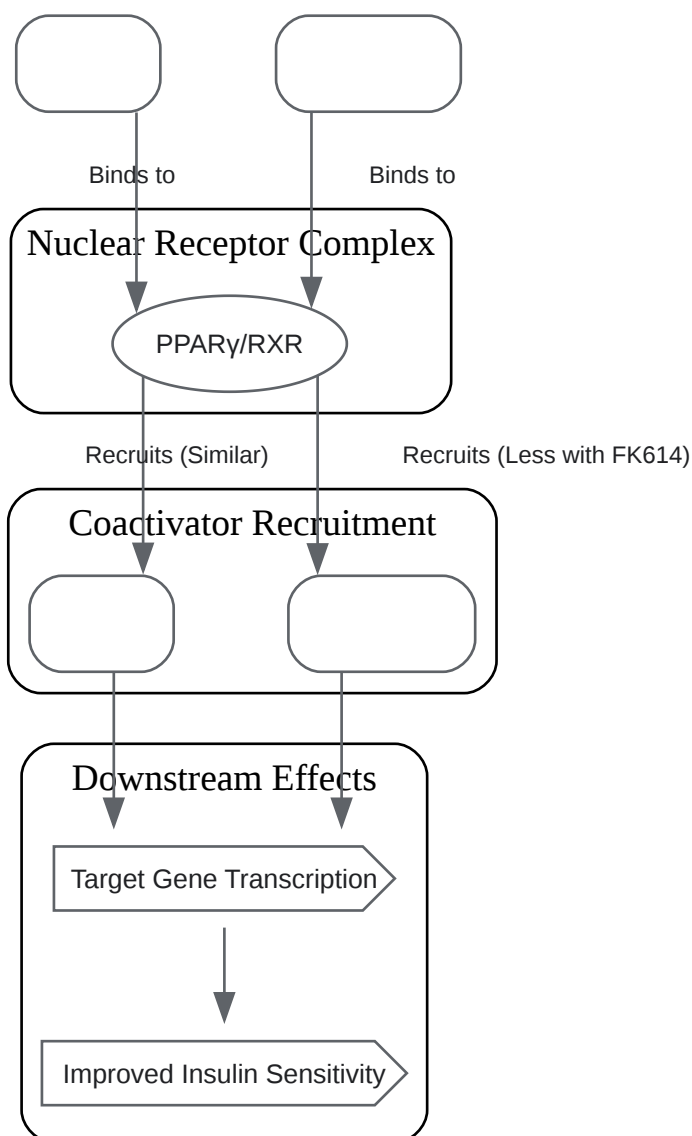 Binds to
Binds to
Nuclear Receptor Complex
PPARγ/RXR
Recruits (Similar)
Recruits (Less with FK614)
Coactivator Recruitment
Downstream Effects
Target Gene Transcription
Improved Insulin Sensitivity